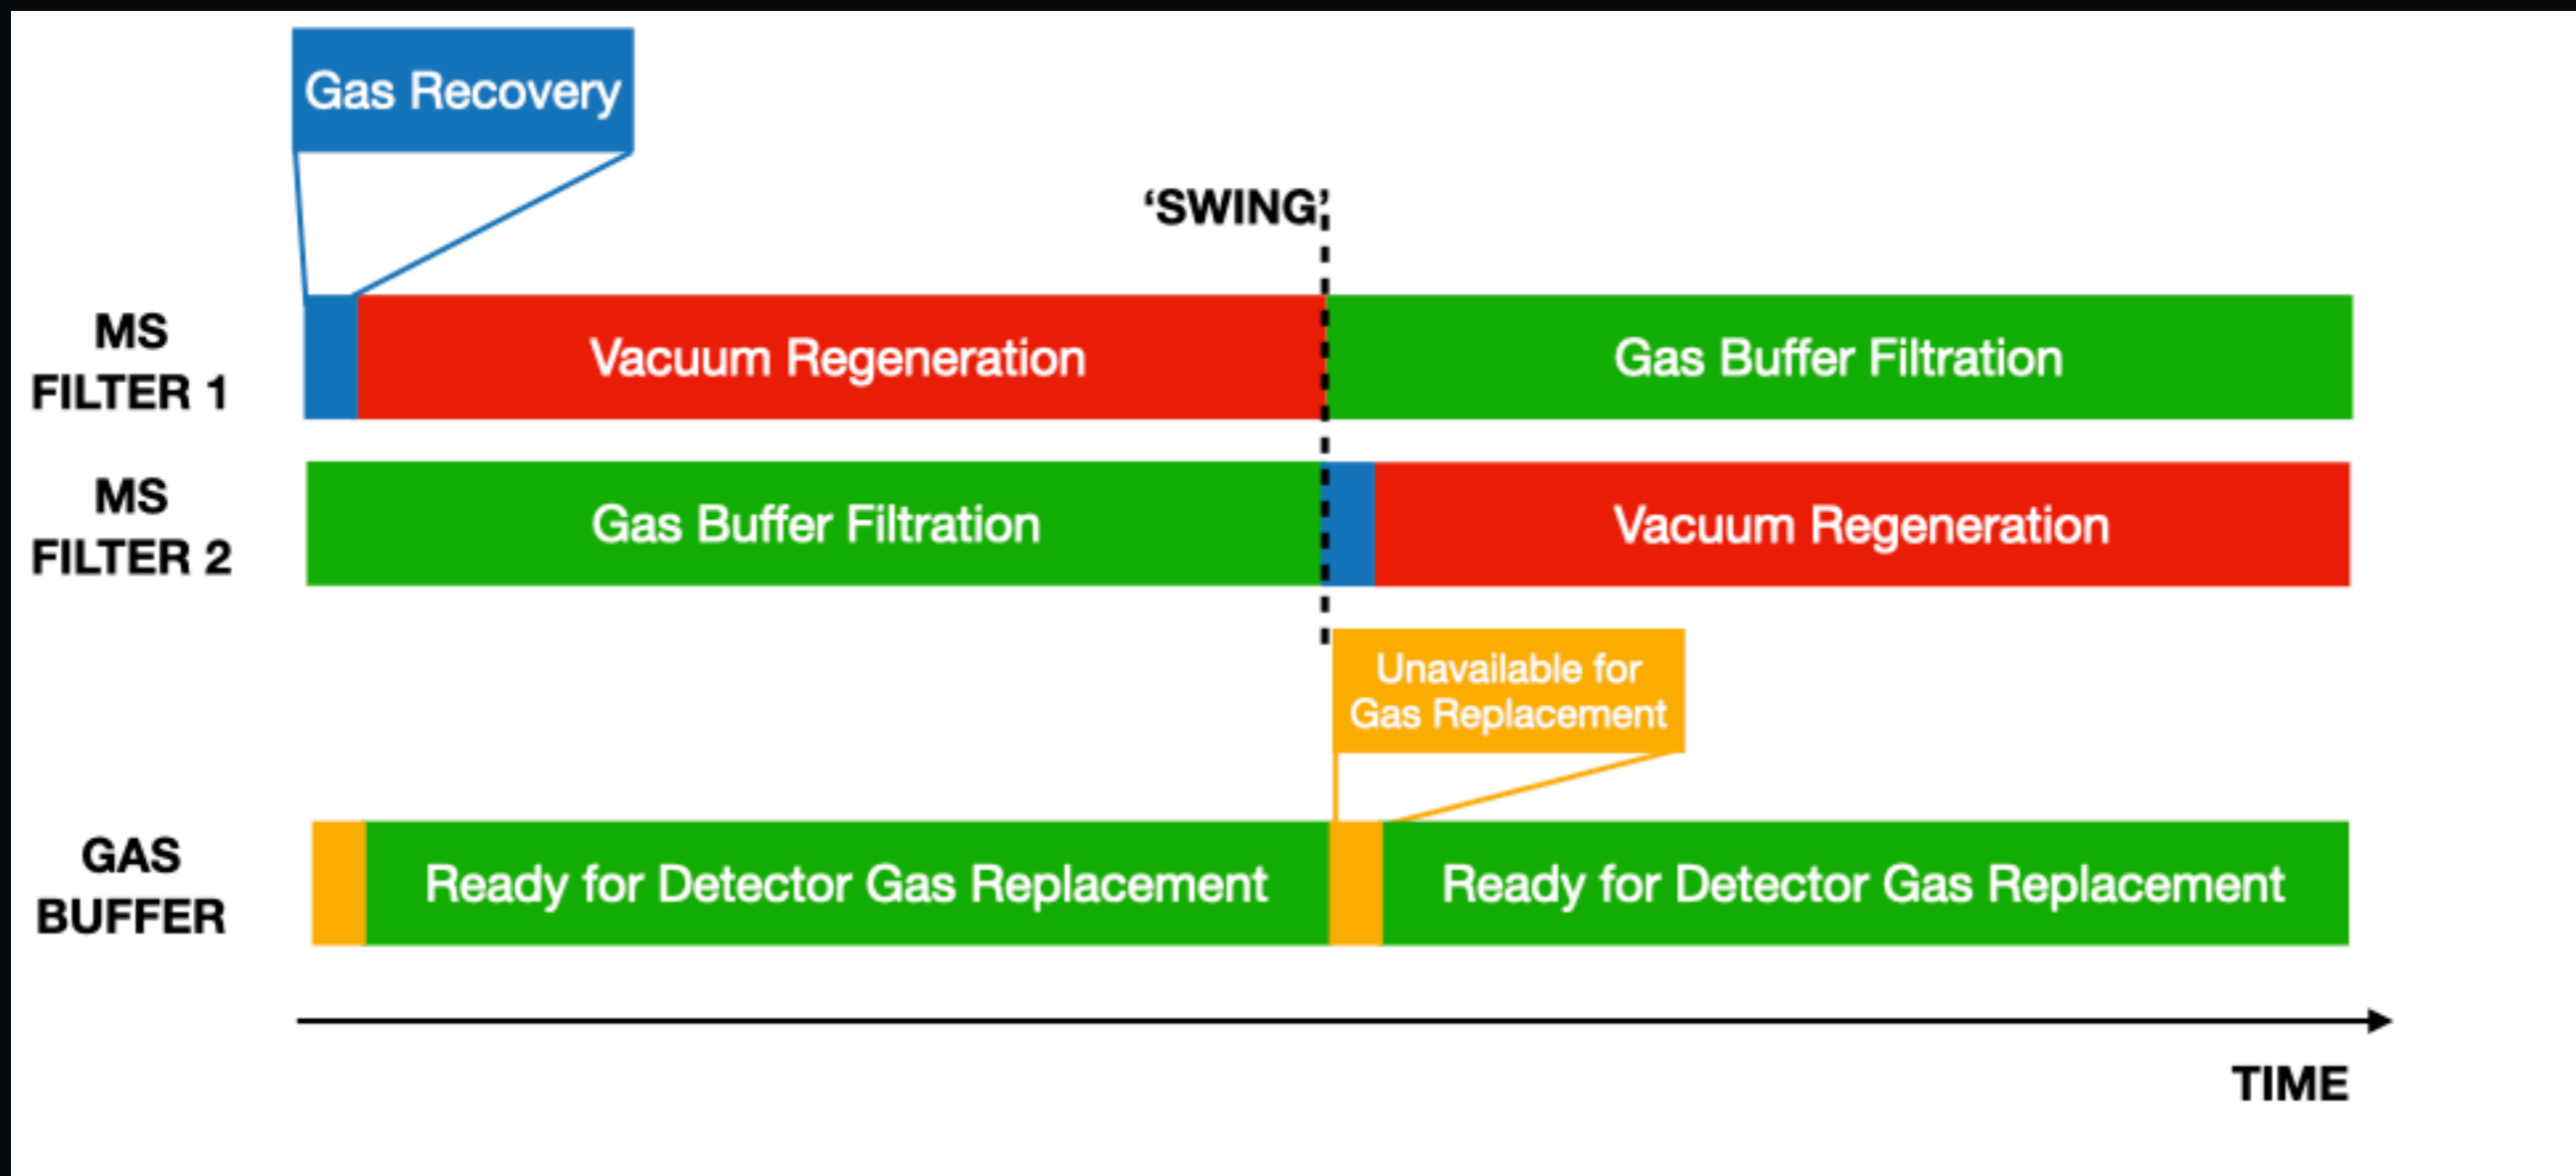 Gas Recovery
‘SWING’
MS
FILTER 1
Vacuum Regeneration
Gas Buffer Filtration
MS
FILTER 2
Gas Buffer Filtration
Vacuum Regeneration
Unavailable for
Gas Replacement
GAS
BUFFER
Ready for Detector Gas Replacement
Ready for Detector Gas Replacement
TIME